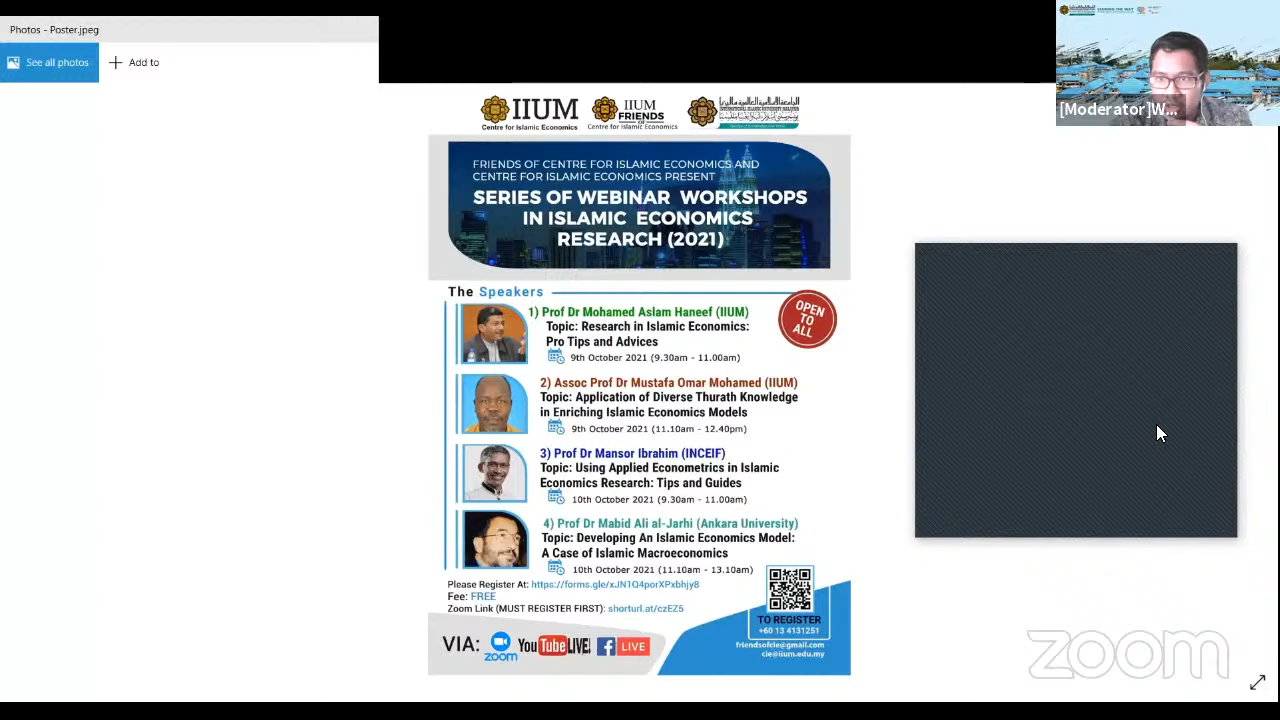 Photos - Poster.jpeg
See all photos
Add to
[Moderator]W...
IIUM
Centre for Islamic Economics
IIUM
FRIENDS
OF
Centre for Islamic Economics
FRIENDS OF CENTRE FOR ISLAMIC ECONOMICS AND
CENTRE FOR ISLAMIC ECONOMICS PRESENT
SERIES OF WEBINAR WORKSHOPS
IN ISLAMIC ECONOMICS
RESEARCH (2021)
The Speakers
OPEN
TO
ALL
1) Prof Dr Mohamed Aslam Haneef (IIUM)
Topic: Research in Islamic Economics:
Pro Tips and Advices
9th October 2021 (9.30am - 11.00am)
2) Assoc Prof Dr Mustafa Omar Mohamed (IIUM)
Topic: Application of Diverse Thurath Knowledge
in Enriching Islamic Economics Models
9th October 2021 (11.10am - 12.40pm)
3) Prof Dr Mansor Ibrahim (INCEIF)
Topic: Using Applied Econometrics in Islamic
Economics Research: Tips and Guides
10th October 2021 (9.30am - 11.00am)
4) Prof Dr Mabid Ali al-Jarhi (Ankara University)
Topic: Developing An Islamic Economics Model:
A Case of Islamic Macroeconomics
10th October 2021 (11.10am - 13.10am)
Please Register At: https://forms.gle/xJN1Q4porXPxbhjy8
Fee: FREE
Zoom Link (MUST REGISTER FIRST): shorturl.at/czEZ5
TO REGISTER
+60 13 4131251
friendsofcie@gmail.com
cie@iium.edu.my
VIA:
zoom
YouTube LIVE!
LIVE
zoom